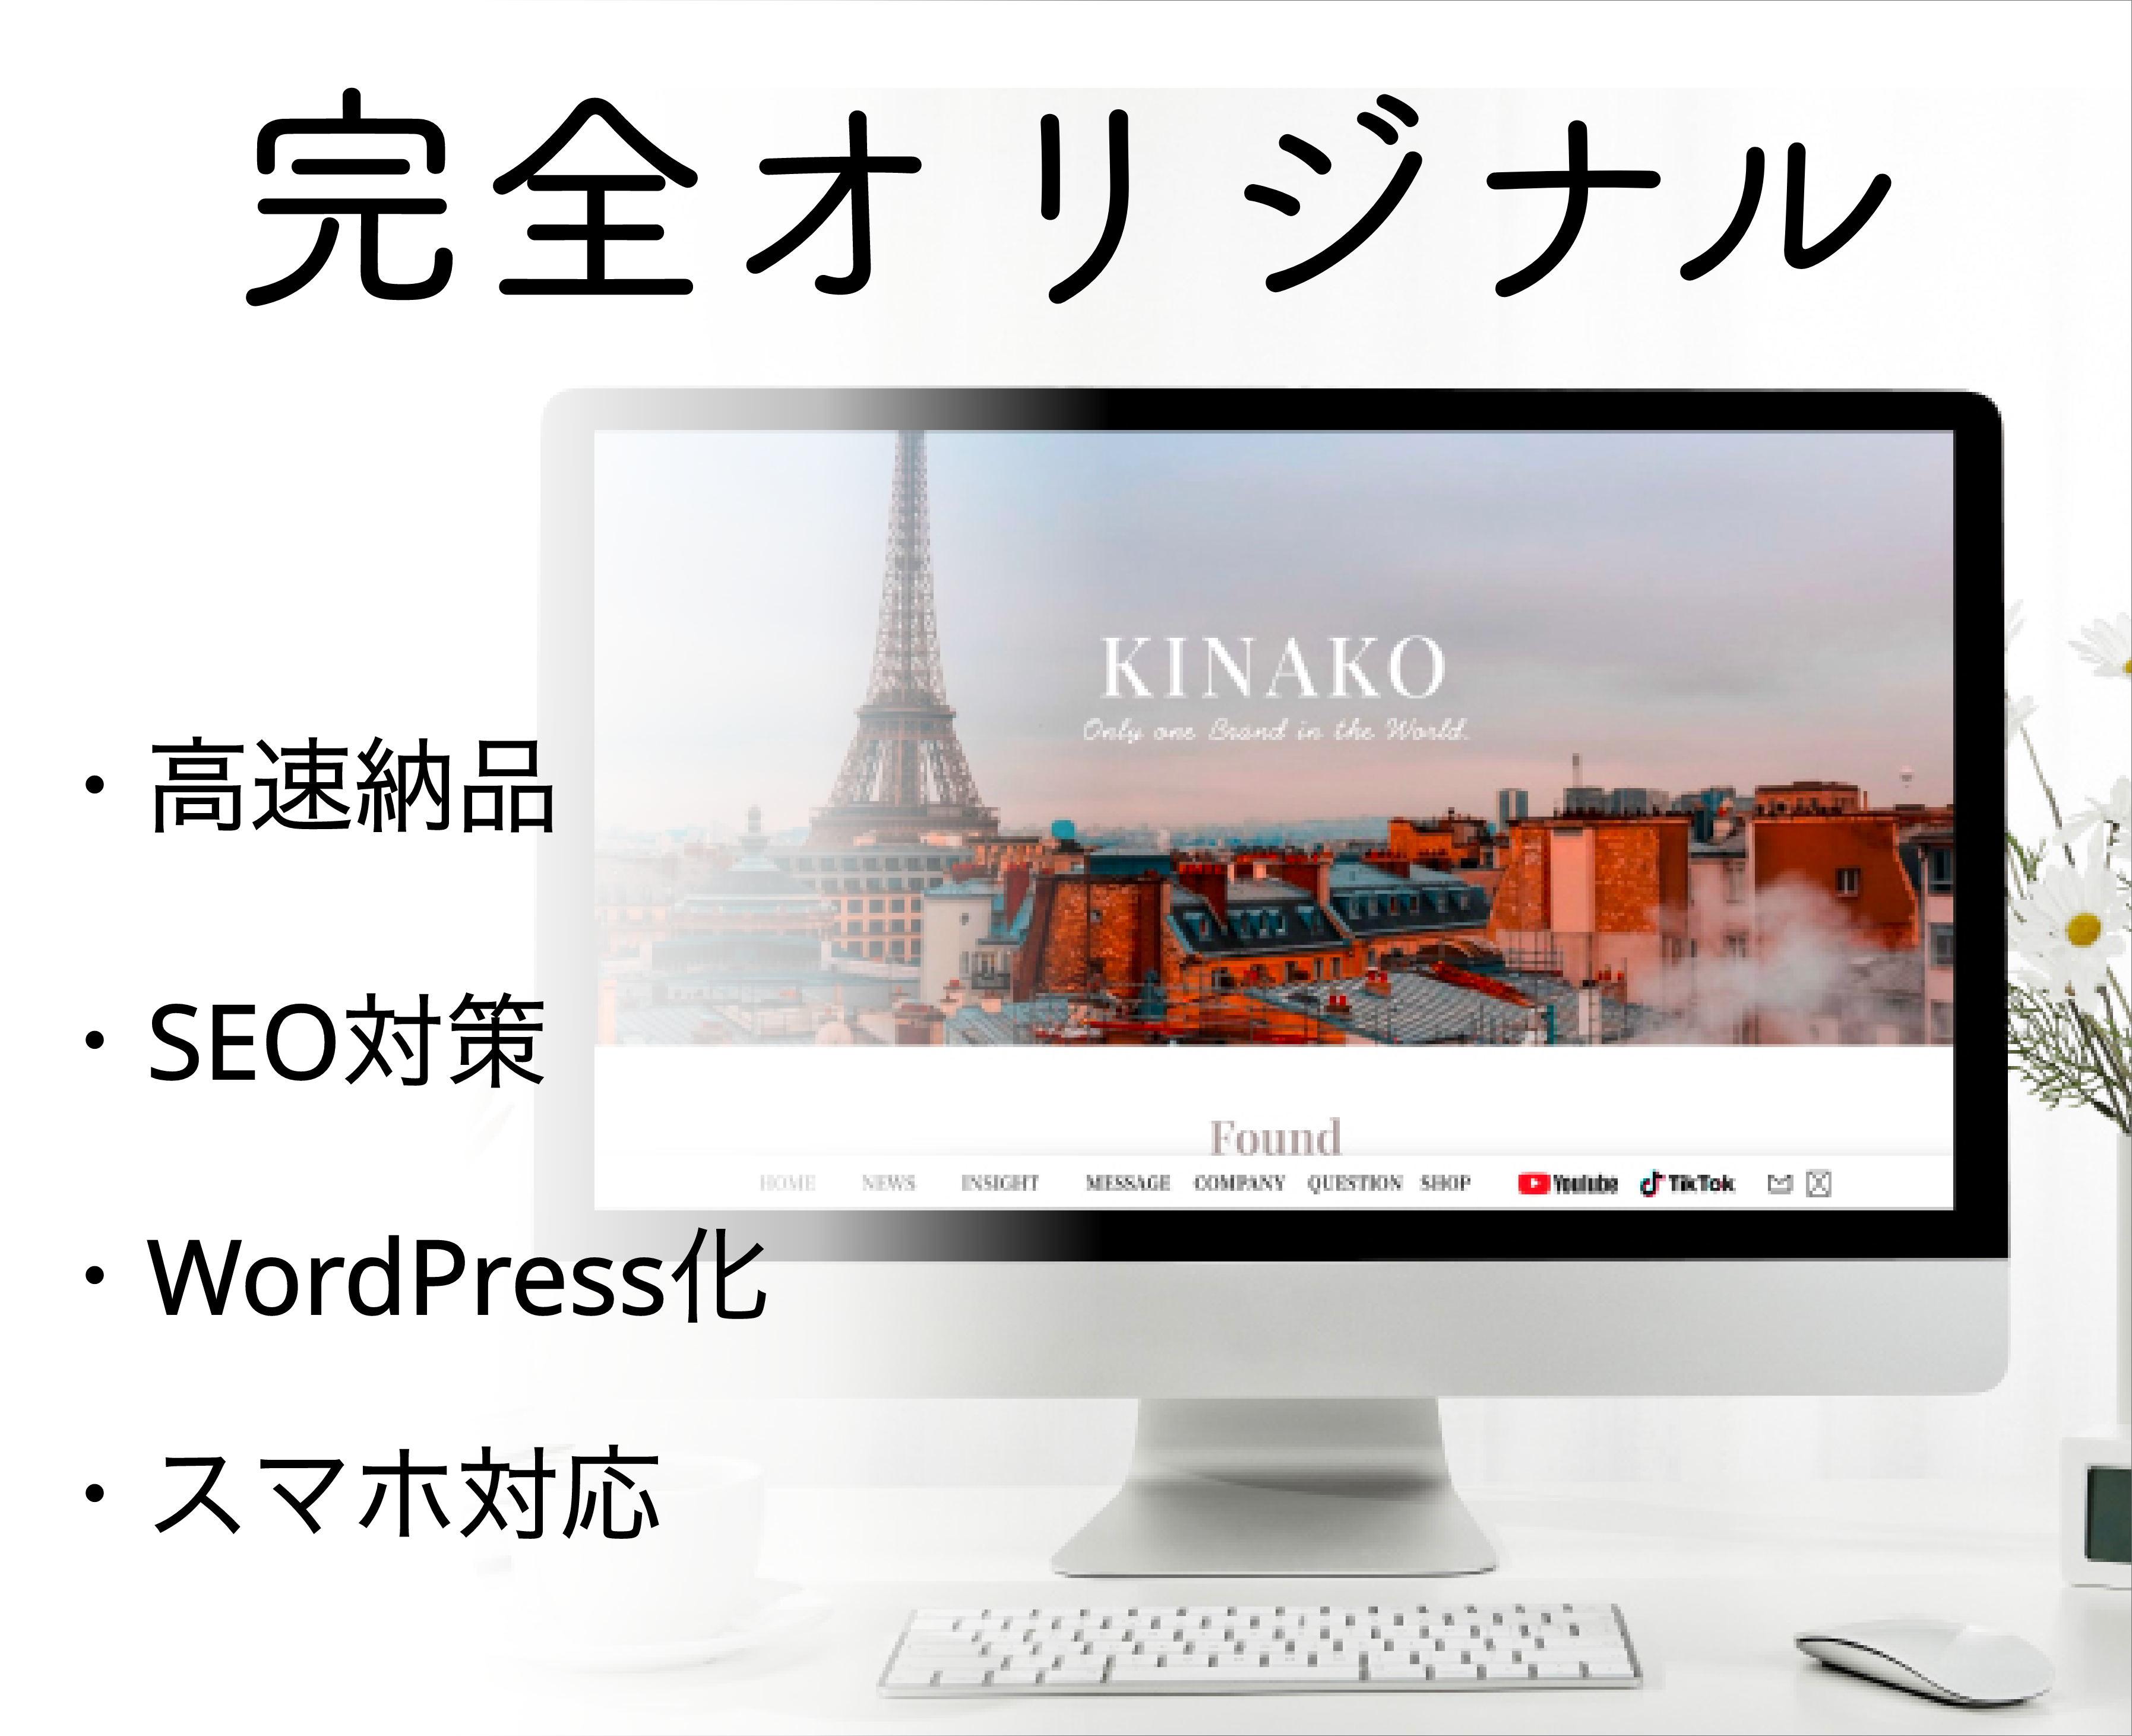 完全オリジナル
KINAKO
Only one Brand in the World.
・高速納品
・SEO対策
Found
HOME NEWS INSIGHT MESSAGE COMPANY QUESTION SHOP YouTube TikTok
・WordPress化
・スマホ対応